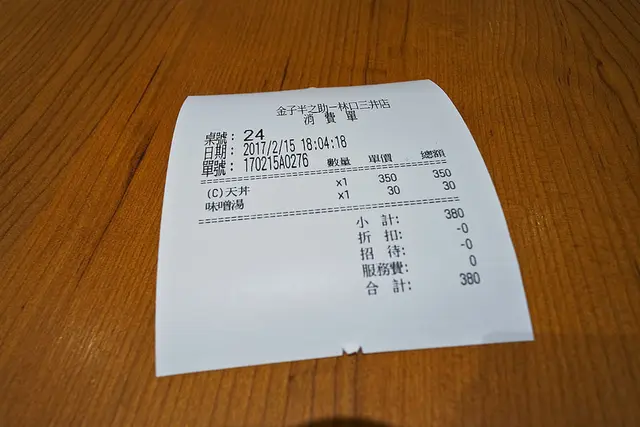 金子半之助-林口三井店
消 費 單
桌號: 24
日期: 2017/2/15 18:04:18
單號: 170215A0276 數量 單價 總額
(C)天丼 x1 350 350
味噌湯 x1 30 30
小 計: 380
折 扣: -0
招 待: -0
服務費: 0
合 計: 380